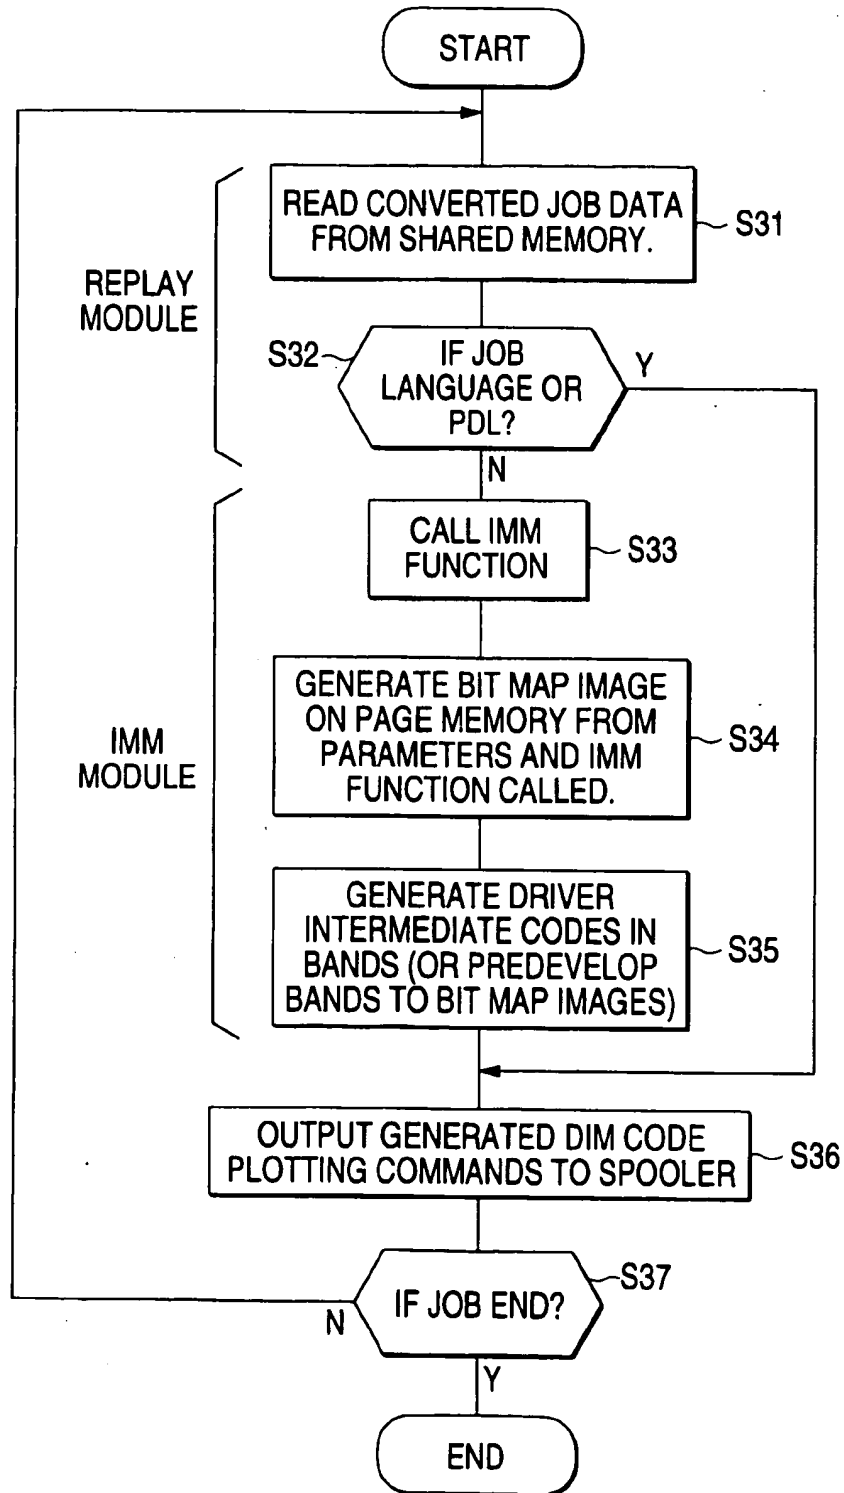 START
READ CONVERTED JOB DATA
FROM SHARED MEMORY.
S31
REPLAY
MODULE
S32
IF JOB
LANGUAGE OR
PDL?
Y
N
CALL IMM
FUNCTION
S33
GENERATE BIT MAP IMAGE
ON PAGE MEMORY FROM
PARAMETERS AND IMM
FUNCTION CALLED.
S34
IMM
MODULE
GENERATE DRIVER
INTERMEDIATE CODES IN
BANDS (OR PREDEVELOP
BANDS TO BIT MAP IMAGES)
S35
OUTPUT GENERATED DIM CODE
PLOTTING COMMANDS TO SPOOLER
S36
IF JOB END?
S37
N
Y
END